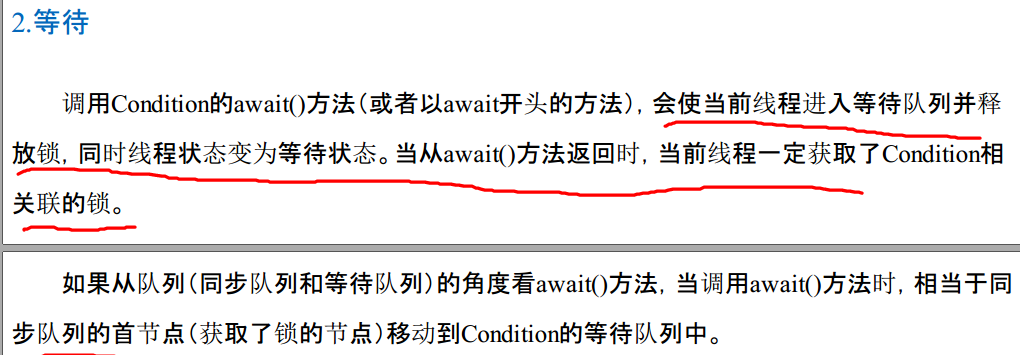 2.等待
调用Condition的await()方法（或者以await开头的方法），会使当前线程进入等待队列并释
放锁，同时线程状态变为等待状态。当从await()方法返回时，当前线程一定获取了Condition相
关联的锁。
如果从队列（同步队列和等待队列）的角度看await()方法，当调用await()方法时，相当于同
步队列的首节点（获取了锁的节点）移动到Condition的等待队列中。